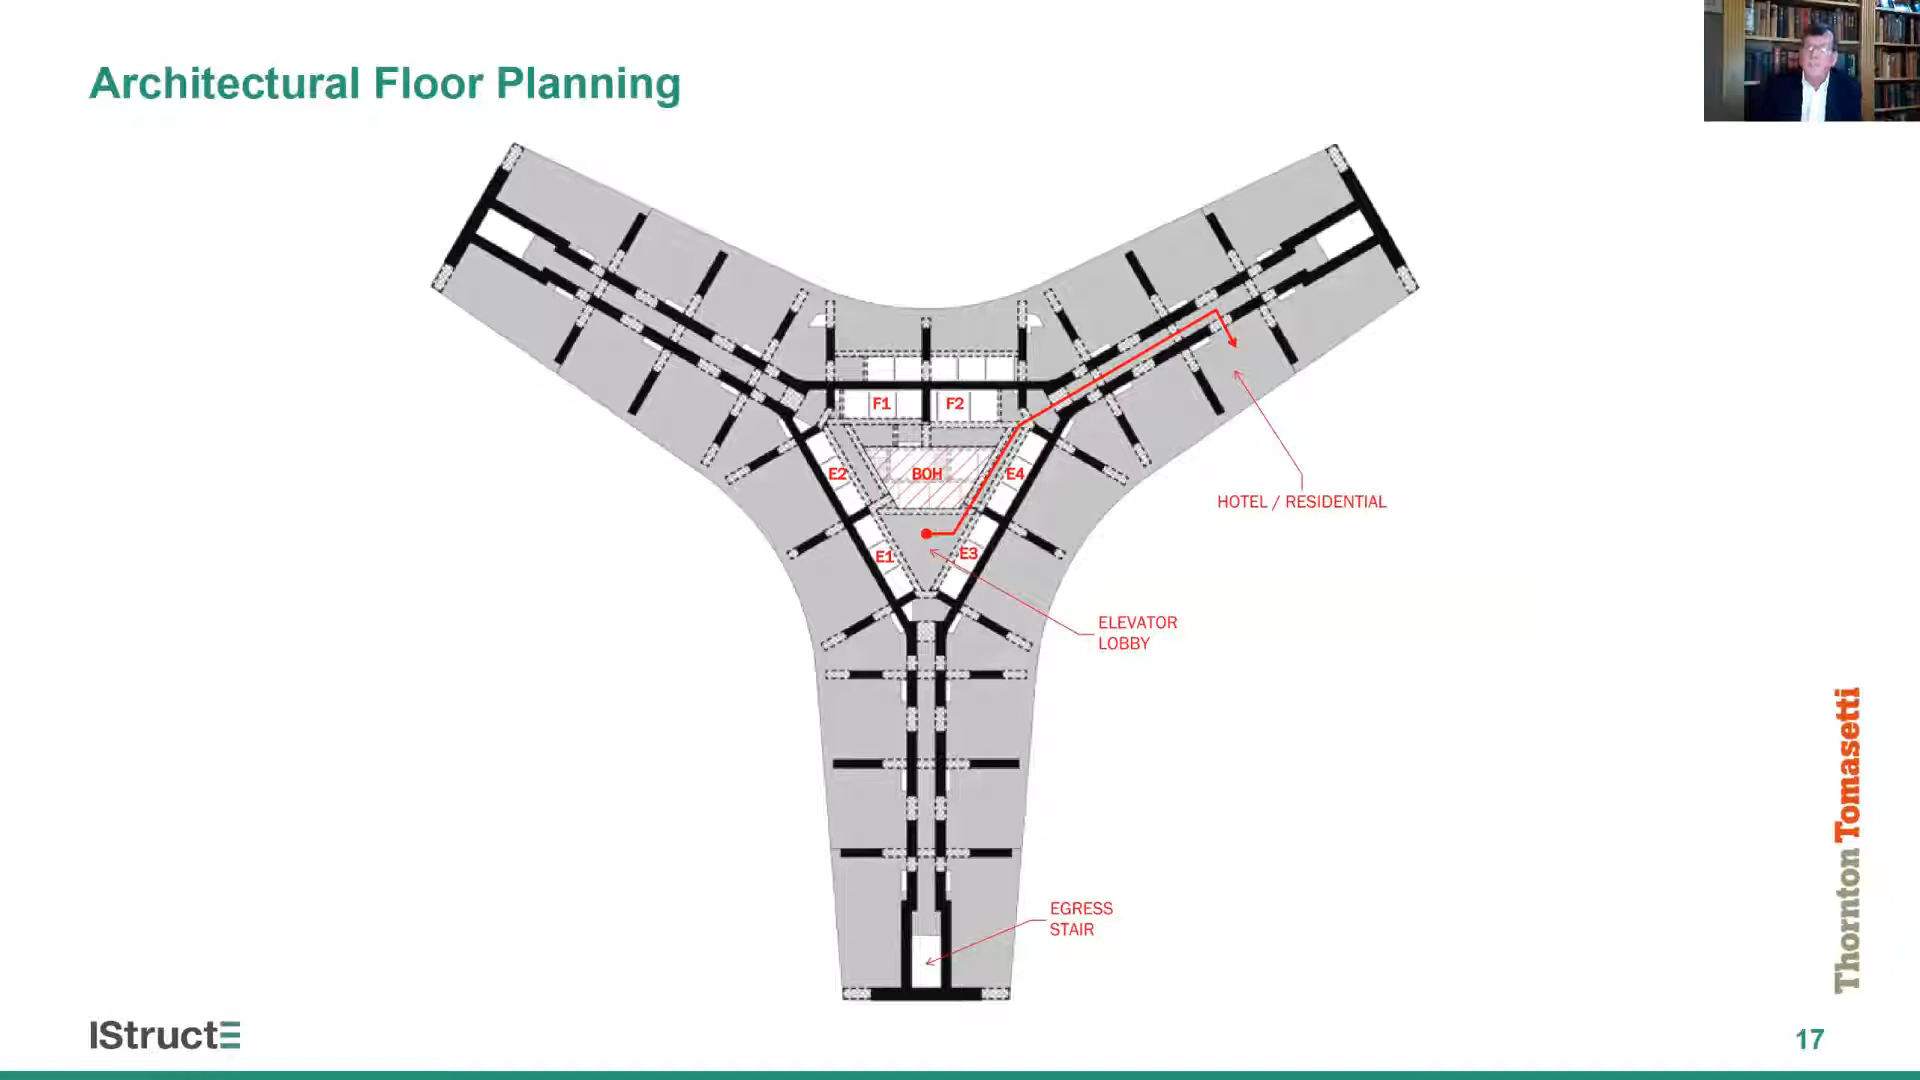 Architectural Floor Planning
F1
F2
E2
BOH
E4
HOTEL / RESIDENTIAL
E1
E3
ELEVATOR
LOBBY
EGRESS
STAIR
Thornton Tomasetti
IStructE
17